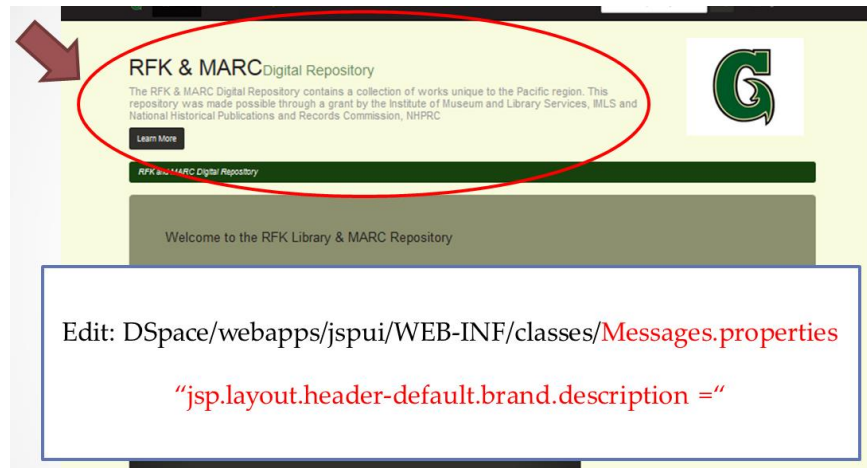 RFK & MARC Digital Repository
The RFK & MARC Digital Repository contains a collection of works unique to the Pacific region. This
repository was made possible through a grant by the Institute of Museum and Library Services, IMLS and
National Historical Publications and Records Commission, NHPRC
G
Learn More
RFK and MARC Digital Repository
Welcome to the RFK Library & MARC Repository
Edit: DSpace/webapps/jspui/WEB-INF/classes/Messages.properties
“jsp.layout.header-default.brand.description =“